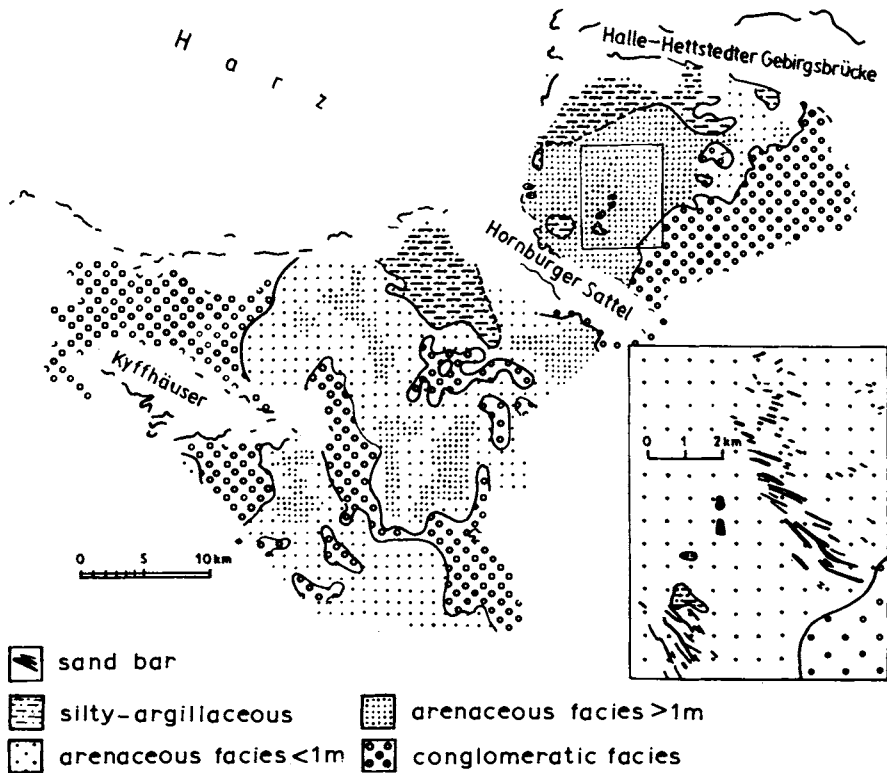 Harz
Halle-Hettstedter Gebirgsbrücke
Hornburger Sattel
Kyffhäuser
0 1 2km
0 5 10km
sand bar
silty-argillaceous
arenaceous facies>1m
arenaceous facies<1m
conglomeratic facies